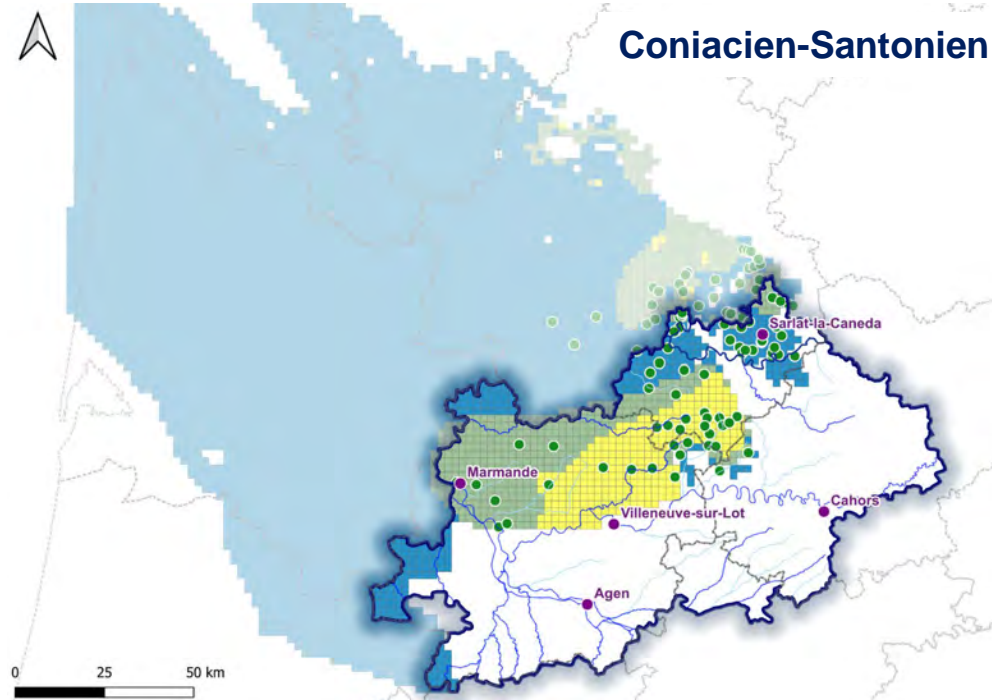 Coniacien-Santonien
Sarlat-la-Caneda
Marmande
Cahors
Villeneuve-sur-Lot
Agen
0 25 50 km